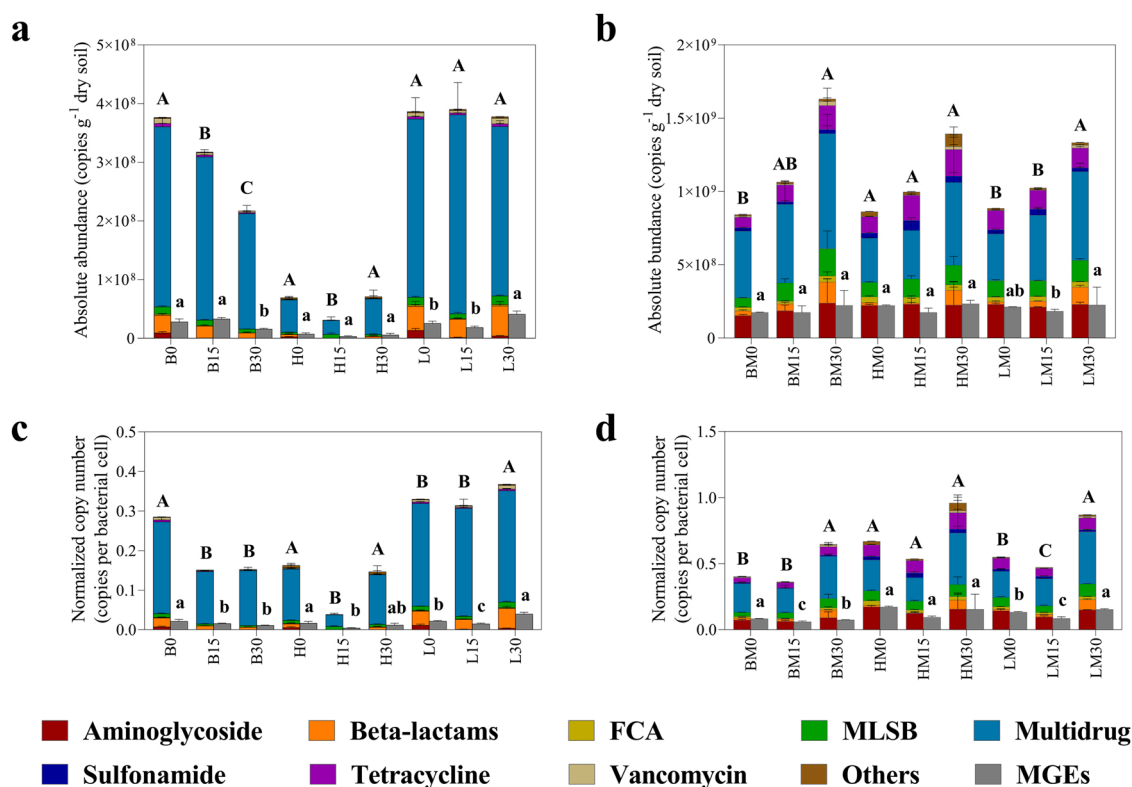 a
Absolute abundance (copies g⁻¹ dry soil)
5×10⁸
4×10⁸
3×10⁸
2×10⁸
1×10⁸
0
A B C A B A A A A
a a b a a a b b a
B0 B15 B30 H0 H15 H30 L0 L15 L30
b
Absolute bundance (copies g⁻¹ dry soil)
2×10⁹
1.5×10⁹
1×10⁹
5×10⁸
0
B AB A A A A B B A
a a a a a a ab b a
BM0 BM15 BM30 HM0 HM15 HM30 LM0 LM15 LM30
c
Normalized copy number
(copies per bacterial cell)
0.5
0.4
0.3
0.2
0.1
0.0
A B B A B A B B A
a b b a b ab b c a
B0 B15 B30 H0 H15 H30 L0 L15 L30
d
Normalized copy number
(copies per bacterial cell)
1.5
1.0
0.5
0.0
B B A A A A B C A
a c b a a a b c a
BM0 BM15 BM30 HM0 HM15 HM30 LM0 LM15 LM30
Aminoglycoside Beta-lactams FCA MLSB Multidrug
Sulfonamide Tetracycline Vancomycin Others MGEs